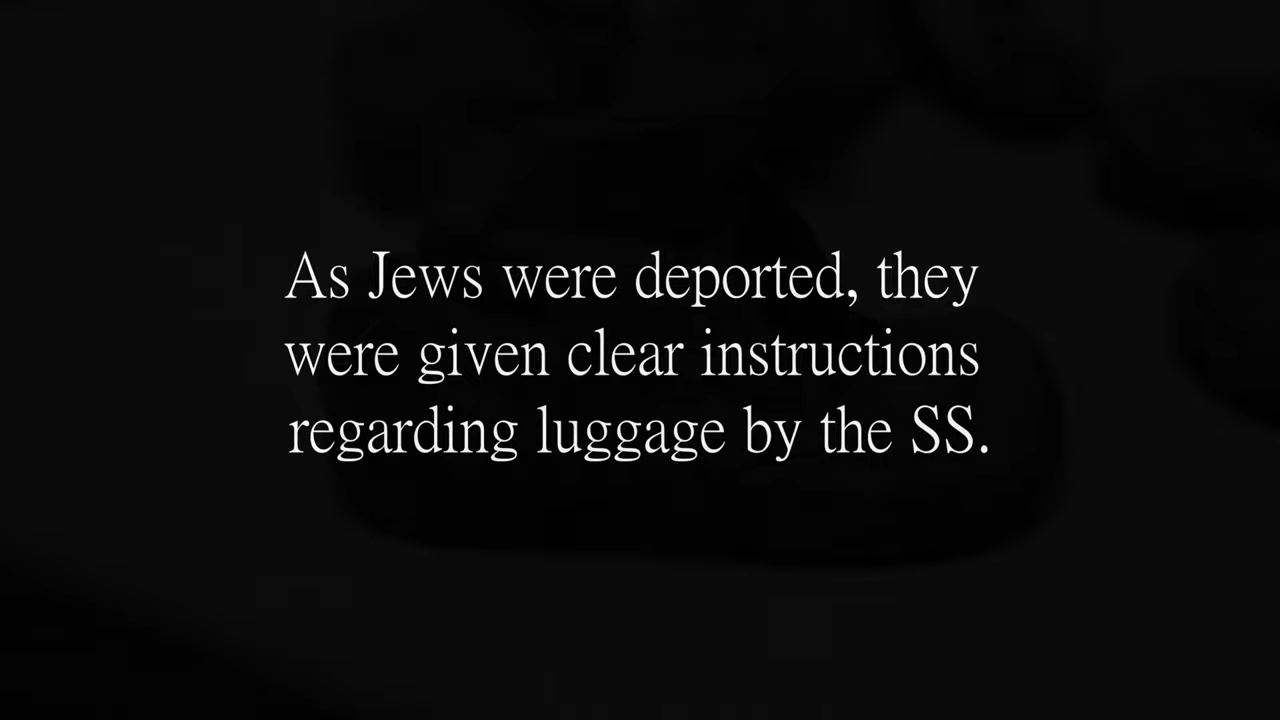 As Jews were deported, they
were given clear instructions
regarding luggage by the SS.